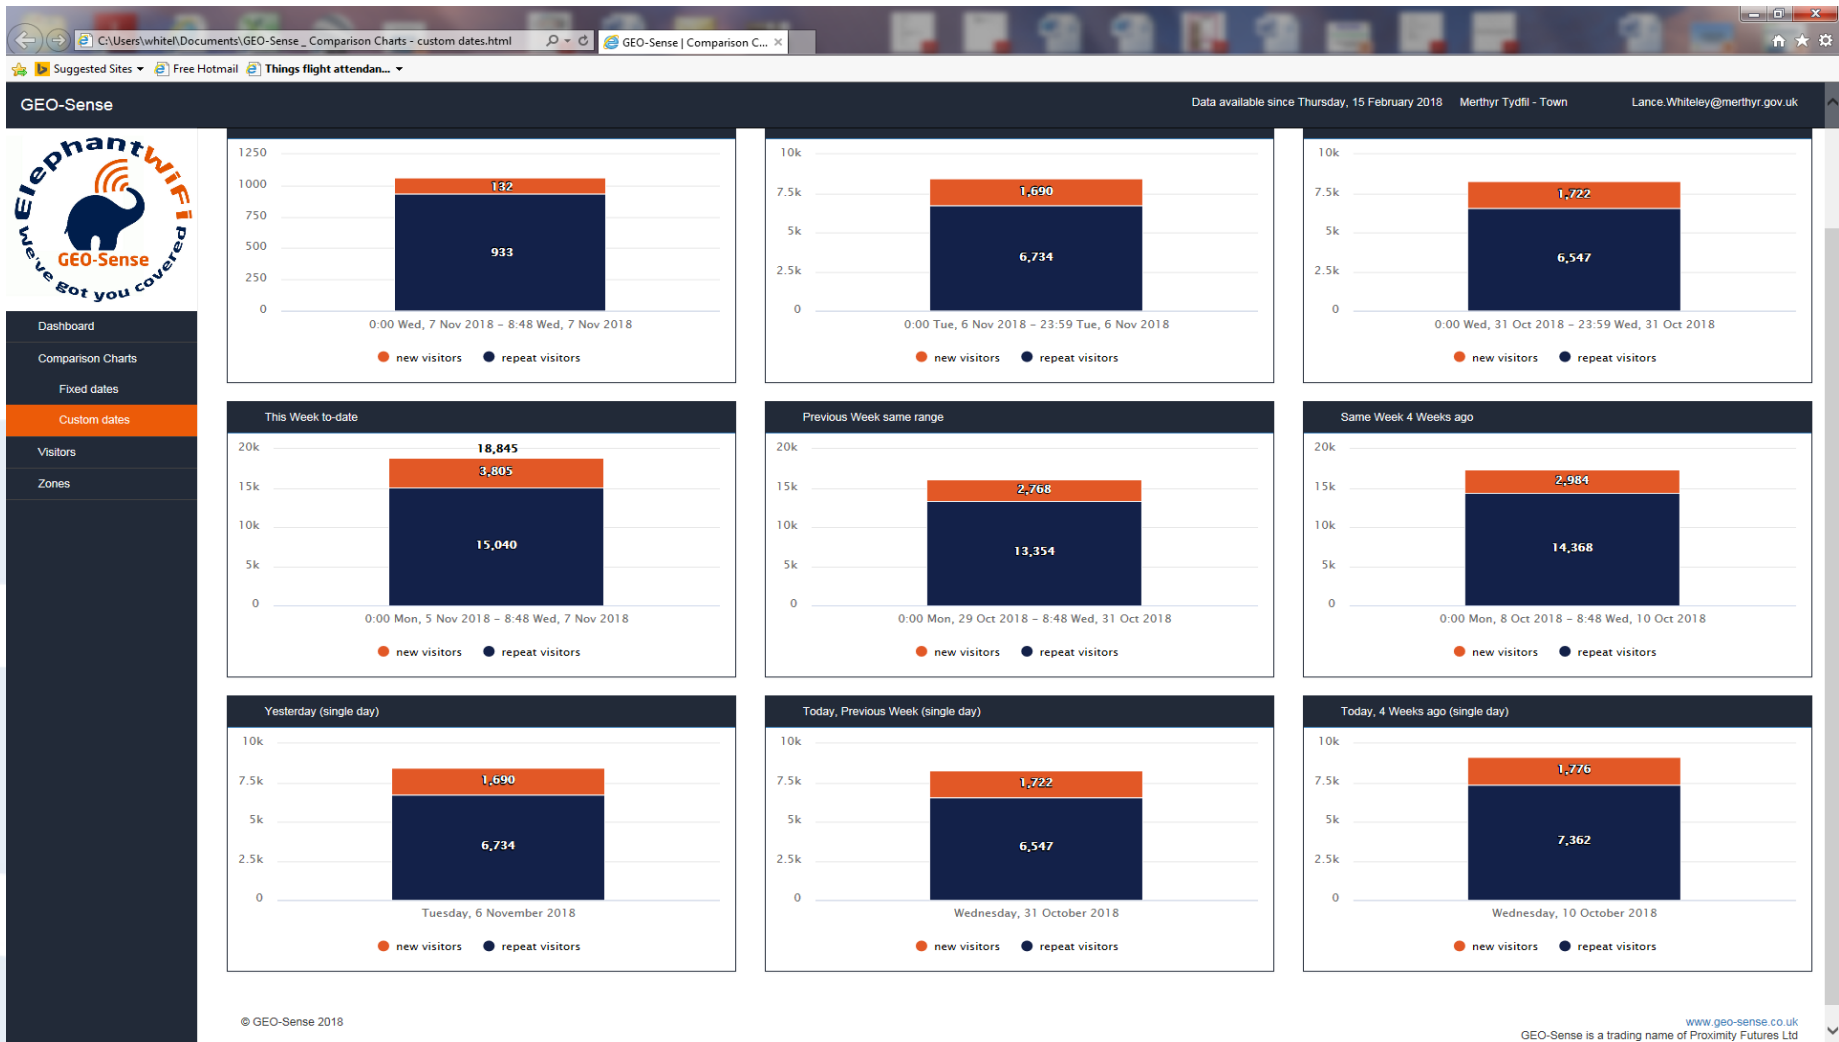 C:\Users\whitel\Documents\GEO-Sense _ Comparison Charts - custom dates.html
GEO-Sense | Comparison C...
Suggested Sites
Free Hotmail
Things flight attendan...
GEO-Sense
Data available since Thursday, 15 February 2018
Merthyr Tydfil - Town
Lance.Whiteley@merthyr.gov.uk
ElephantWiFi
GEO-Sense
We've got you covered
Dashboard
Comparison Charts
Fixed dates
Custom dates
Visitors
Zones
1250
1000
750
500
250
0
132
933
0:00 Wed, 7 Nov 2018 – 8:48 Wed, 7 Nov 2018
new visitors
repeat visitors
10k
7.5k
5k
2.5k
0
1,690
6,734
0:00 Tue, 6 Nov 2018 – 23:59 Tue, 6 Nov 2018
new visitors
repeat visitors
10k
7.5k
5k
2.5k
0
1,722
6,547
0:00 Wed, 31 Oct 2018 – 23:59 Wed, 31 Oct 2018
new visitors
repeat visitors
This Week to-date
20k
15k
10k
5k
0
18,845
3,805
15,040
0:00 Mon, 5 Nov 2018 – 8:48 Wed, 7 Nov 2018
new visitors
repeat visitors
Previous Week same range
20k
15k
10k
5k
0
2,768
13,354
0:00 Mon, 29 Oct 2018 – 8:48 Wed, 31 Oct 2018
new visitors
repeat visitors
Same Week 4 Weeks ago
20k
15k
10k
5k
0
2,984
14,368
0:00 Mon, 8 Oct 2018 – 8:48 Wed, 10 Oct 2018
new visitors
repeat visitors
Yesterday (single day)
10k
7.5k
5k
2.5k
0
1,690
6,734
Tuesday, 6 November 2018
new visitors
repeat visitors
Today, Previous Week (single day)
10k
7.5k
5k
2.5k
0
1,722
6,547
Wednesday, 31 October 2018
new visitors
repeat visitors
Today, 4 Weeks ago (single day)
10k
7.5k
5k
2.5k
0
1,776
7,362
Wednesday, 10 October 2018
new visitors
repeat visitors
© GEO-Sense 2018
www.geo-sense.co.uk
GEO-Sense is a trading name of Proximity Futures Ltd